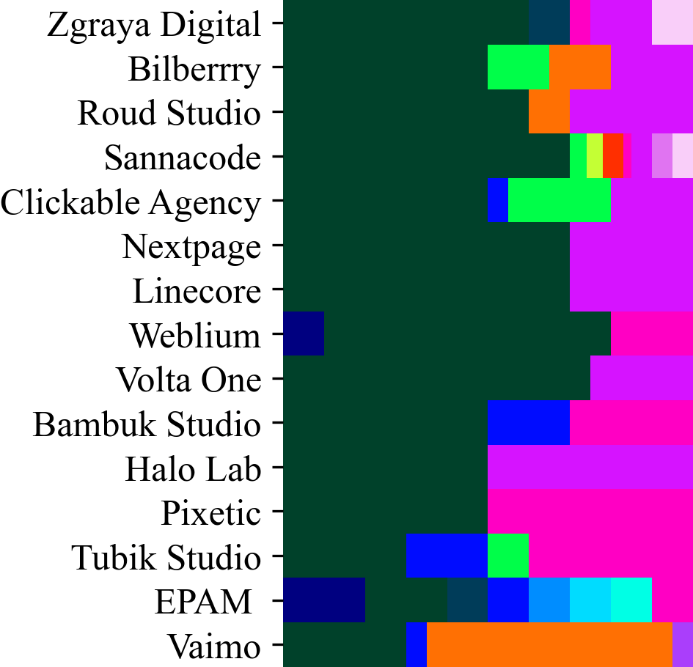 Zgraya Digital
Bilberrry
Roud Studio
Sannacode
Clickable Agency
Nextpage
Linecore
Weblium
Volta One
Bambuk Studio
Halo Lab
Pixetic
Tubik Studio
EPAM
Vaimo